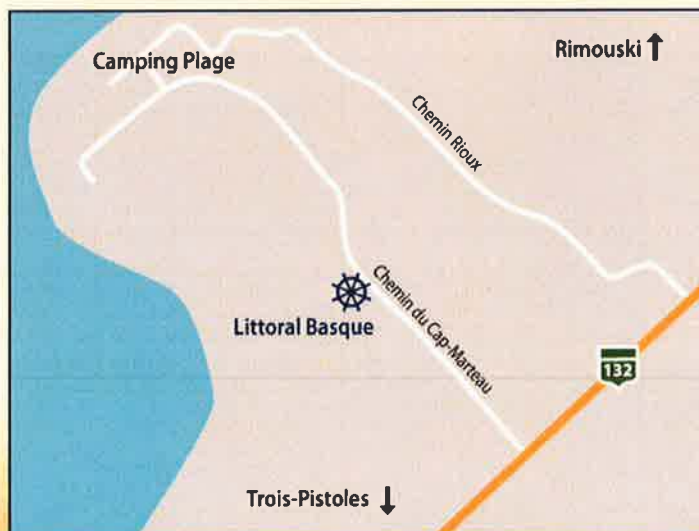 Rimouski ↑
Camping Plage
Chemin Rioux
Chemin du Cap-Marteau
Littoral Basque
132
Trois-Pistoles ↓